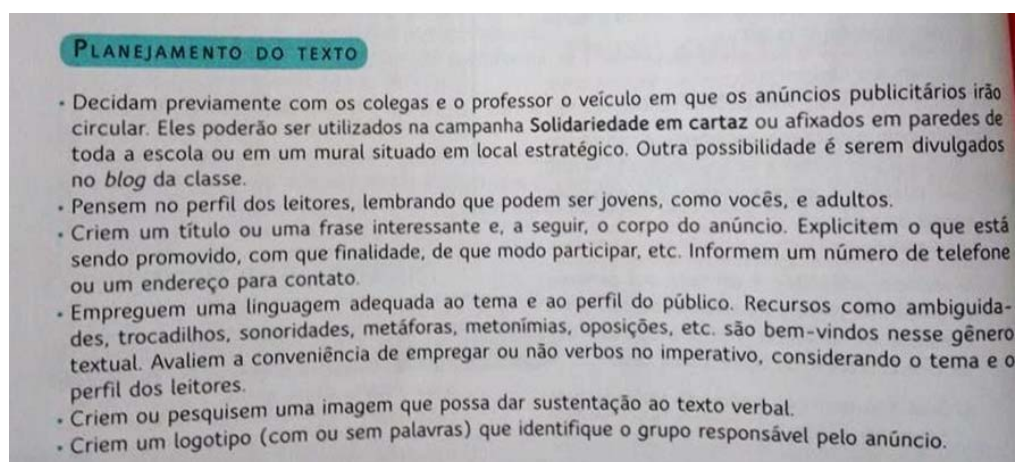 PLANEJAMENTO DO TEXTO
• Decidam previamente com os colegas e o professor o veículo em que os anúncios publicitários irão
circular. Eles poderão ser utilizados na campanha Solidariedade em cartaz ou afixados em paredes de
toda a escola ou em um mural situado em local estratégico. Outra possibilidade é serem divulgados
no blog da classe.
• Pensem no perfil dos leitores, lembrando que podem ser jovens, como vocês, e adultos.
• Criem um título ou uma frase interessante e, a seguir, o corpo do anúncio. Explicitem o que está
sendo promovido, com que finalidade, de que modo participar, etc. Informem um número de telefone
ou um endereço para contato.
• Empreguem uma linguagem adequada ao tema e ao perfil do público. Recursos como ambiguida-
des, trocadilhos, sonoridades, metáforas, metonímias, oposições, etc. são bem-vindos nesse gênero
textual. Avaliem a conveniência de empregar ou não verbos no imperativo, considerando o tema e o
perfil dos leitores.
• Criem ou pesquisem uma imagem que possa dar sustentação ao texto verbal.
• Criem um logotipo (com ou sem palavras) que identifique o grupo responsável pelo anúncio.